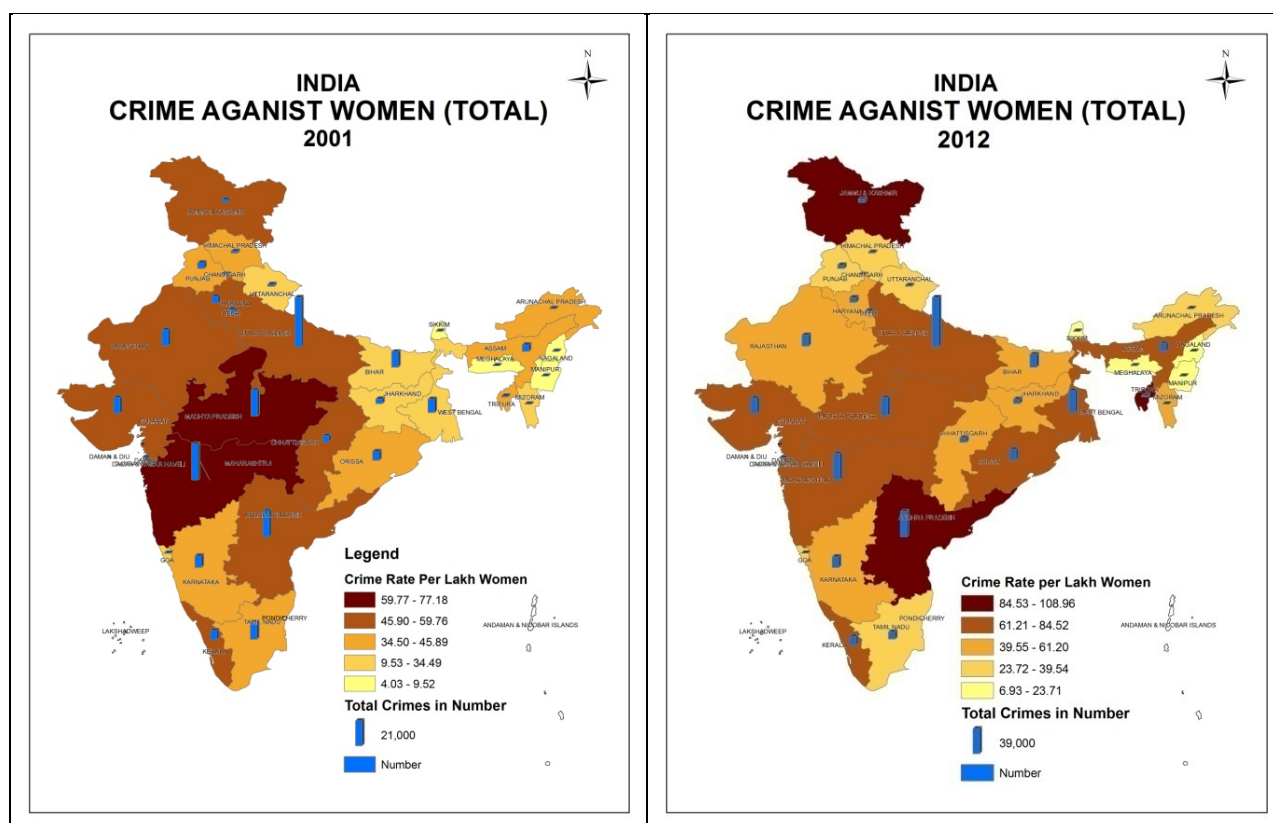 INDIA
CRIME AGANIST WOMEN (TOTAL)
2001
N
HIMACHAL PRADESH
PUNJAB
CHANDIGARH
UTTARANCHAL
ARUNACHAL PRADESH
SIKKIM
ASSAM
NAGALAND
MEGHALAYA
MANIPUR
BIHAR
TRIPURA
MIZORAM
JHARKHAND
WEST BENGAL
MADHYA PRADESH
GUJARAT
CHHATTISGARH
ORISSA
DAMAN & DIU
MAHARASHTRA
GOA
KARNATAKA
PONDICHERRY
TAMIL NADU
LAKSHADWEEP
KERALA
ANDAMAN & NICOBAR ISLANDS
Legend
Crime Rate Per Lakh Women
59.77 - 77.18
45.90 - 59.76
34.50 - 45.89
9.53 - 34.49
4.03 - 9.52
Total Crimes in Number
21,000
Number
INDIA
CRIME AGANIST WOMEN (TOTAL)
2012
N
JAMMU & KASHMIR
HIMACHAL PRADESH
PUNJAB
CHANDIGARH
UTTARANCHAL
HARYANA
ARUNACHAL PRADESH
RAJASTHAN
NAGALAND
MEGHALAYA
MANIPUR
BIHAR
MIZORAM
JHARKHAND
CHHATTISGARH
DAMAN & DIU
ANDHRA PRADESH
GOA
KARNATAKA
PONDICHERRY
TAMIL NADU
LAKSHADWEEP
ANDAMAN & NICOBAR ISLANDS
Crime Rate per Lakh Women
84.53 - 108.96
61.21 - 84.52
39.55 - 61.20
23.72 - 39.54
6.93 - 23.71
Total Crimes in Number
39,000
Number